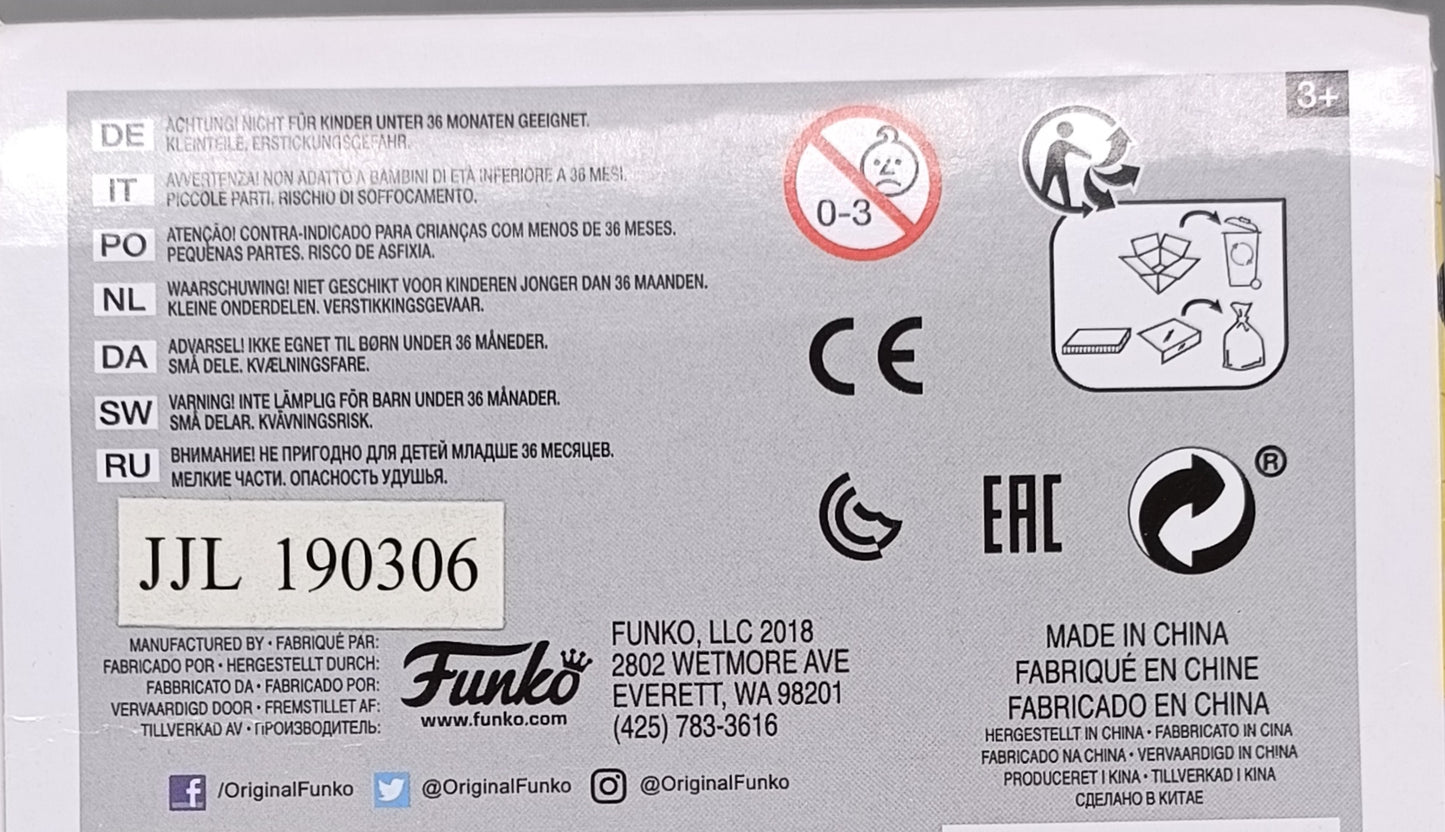 3+
DE
ACHTUNG! NICHT FÜR KINDER UNTER 36 MONATEN GEEIGNET.
KLEINTEILE, ERSTICKUNGSGEFAHR.
IT
AVVERTENZA! NON ADATTO A BAMBINI DI ETÀ INFERIORE A 36 MESI.
PICCOLE PARTI. RISCHIO DI SOFFOCAMENTO.
PO
ATENÇÃO! CONTRA-INDICADO PARA CRIANÇAS COM MENOS DE 36 MESES.
PEQUENAS PARTES. RISCO DE ASFIXIA.
NL
WAARSCHUWING! NIET GESCHIKT VOOR KINDEREN JONGER DAN 36 MAANDEN.
KLEINE ONDERDELEN. VERSTIKKINGSGEVAAR.
DA
ADVARSEL! IKKE EGNET TIL BØRN UNDER 36 MÅNEDER.
SMÅ DELE. KVÆLNINGSFARE.
SW
VARNING! INTE LÄMPLIG FÖR BARN UNDER 36 MÅNADER.
SMÅ DELAR. KVÄVNINGSRISK.
RU
ВНИМАНИЕ! НЕ ПРИГОДНО ДЛЯ ДЕТЕЙ МЛАДШЕ 36 МЕСЯЦЕВ.
МЕЛКИЕ ЧАСТИ. ОПАСНОСТЬ УДУШЬЯ.
0-3
CE
EAC
®
JJL 190306
MANUFACTURED BY • FABRIQUÉ PAR:
FABRICADO POR • HERGESTELLT DURCH:
FABBRICATO DA • FABRICADO POR:
VERVAARDIGD DOOR • FREMSTILLET AF:
TILLVERKAD AV • ПРОИЗВОДИТЕЛЬ:
Funko
www.funko.com
FUNKO, LLC 2018
2802 WETMORE AVE
EVERETT, WA 98201
(425) 783-3616
MADE IN CHINA
FABRIQUÉ EN CHINE
FABRICADO EN CHINA
HERGESTELLT IN CHINA • FABBRICATO IN CINA
FABRICADO NA CHINA • VERVAARDIGD IN CHINA
PRODUCERET I KINA • TILLVERKAD I KINA
СДЕЛАНО В КИТАЕ
/OriginalFunko
@OriginalFunko
@OriginalFunko